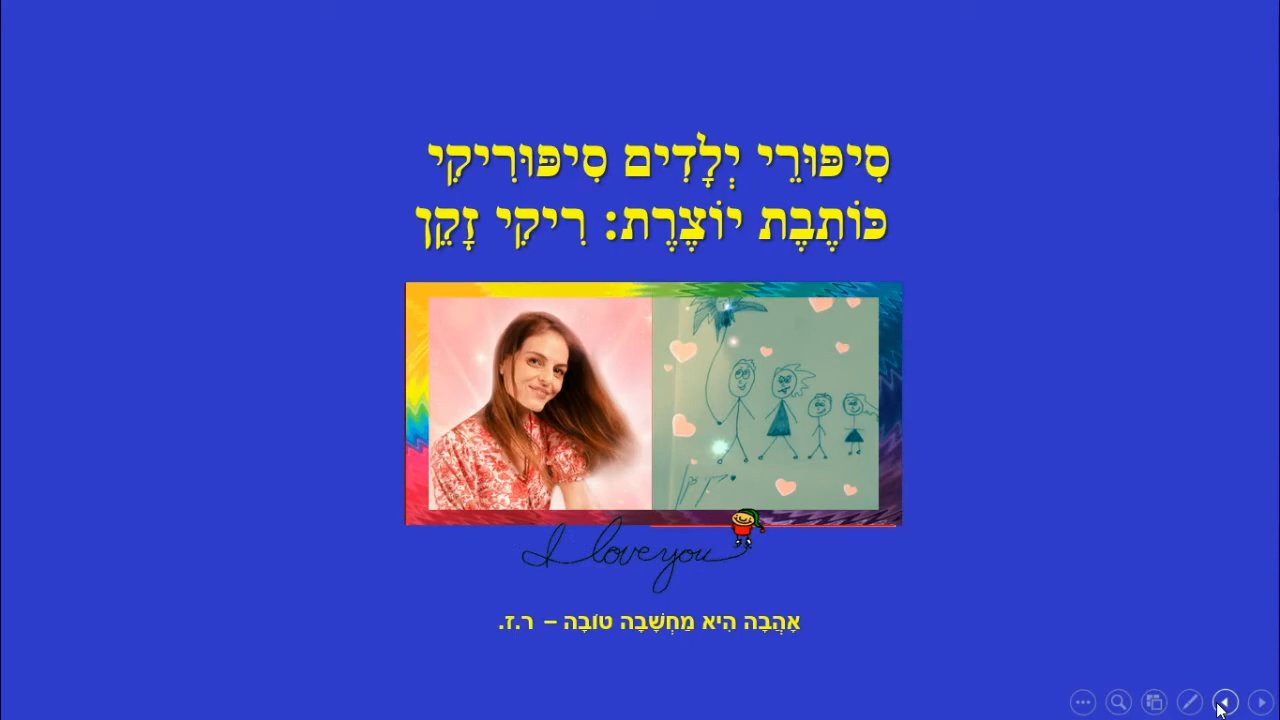 סִיפּוּרֵי יְלָדִים סִיפּוּרִיקִי
כּוֹתֶבֶת יוֹצֶרֶת: רִיקִי זָקֵן
I love you
אַהֲבָה הִיא מַחְשָׁבָה טוֹבָה – ר.ז.